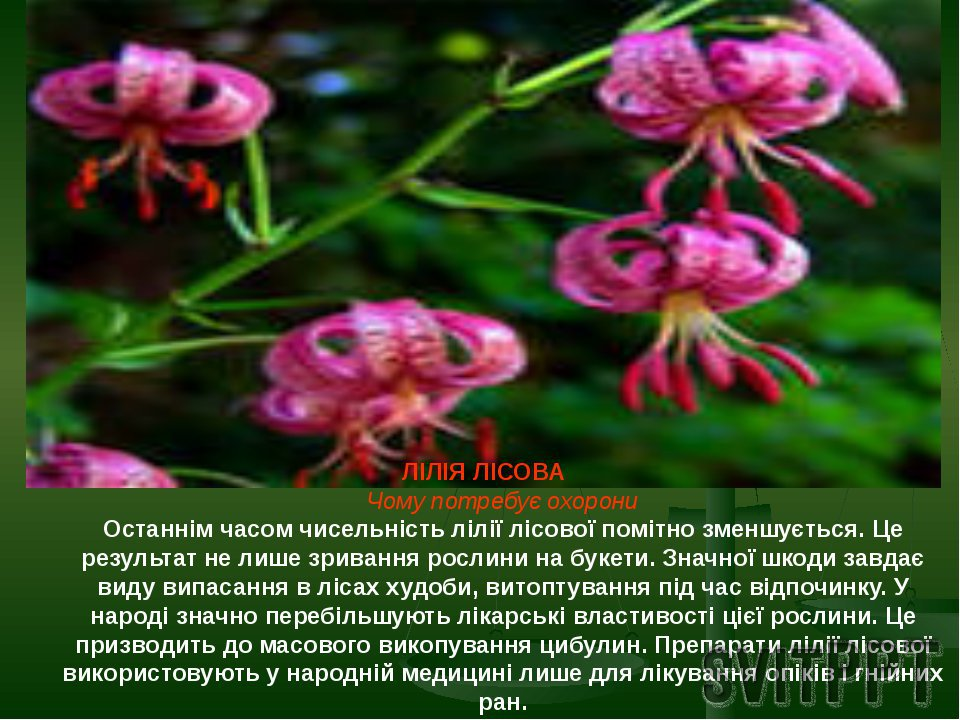 ЛІЛІЯ ЛІСОВА
Чому потребує охорони
Останнім часом чисельність лілії лісової помітно зменшується. Це
результат не лише зривання рослини на букети. Значної шкоди завдає
виду випасання в лісах худоби, витоптування під час відпочинку. У
народі значно перебільшують лікарські властивості цієї рослини. Це
призводить до масового викопування цибулин. Препарати лілії лісової
використовують у народній медицині лише для лікування опіків і гнійних
ран.
SVITPPT